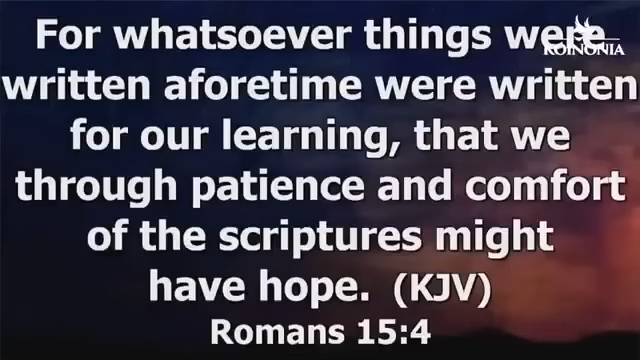 For whatsoever things were
KOINONIA
written aforetime were written
for our learning, that we
through patience and comfort
of the scriptures might
have hope. (KJV)
Romans 15:4